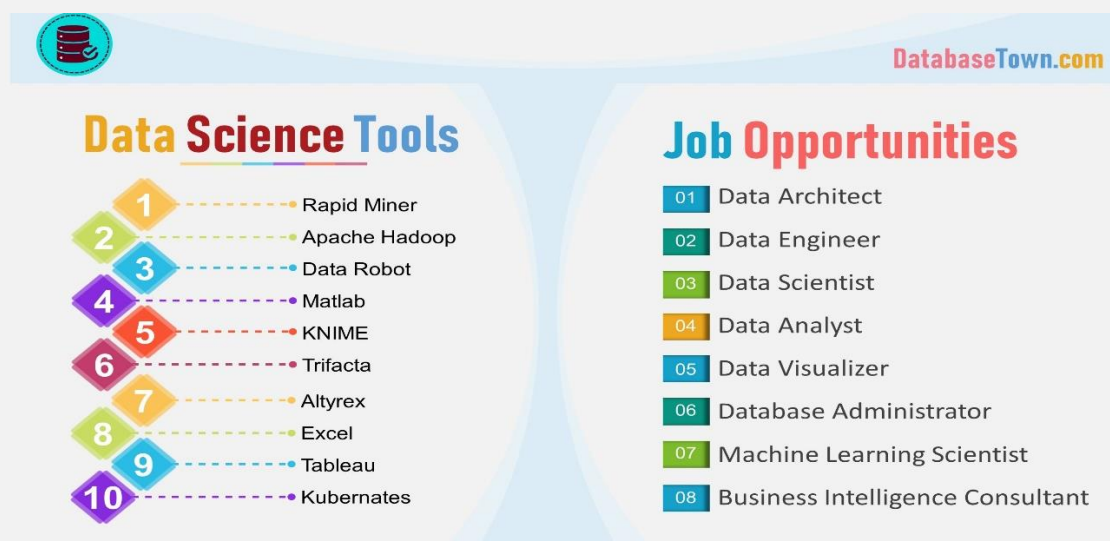 DatabaseTown.com
Data Science Tools
1 Rapid Miner
2 Apache Hadoop
3 Data Robot
4 Matlab
5 KNIME
6 Trifacta
7 Altyrex
8 Excel
9 Tableau
10 Kubernates
Job Opportunities
01 Data Architect
02 Data Engineer
03 Data Scientist
04 Data Analyst
05 Data Visualizer
06 Database Administrator
07 Machine Learning Scientist
08 Business Intelligence Consultant